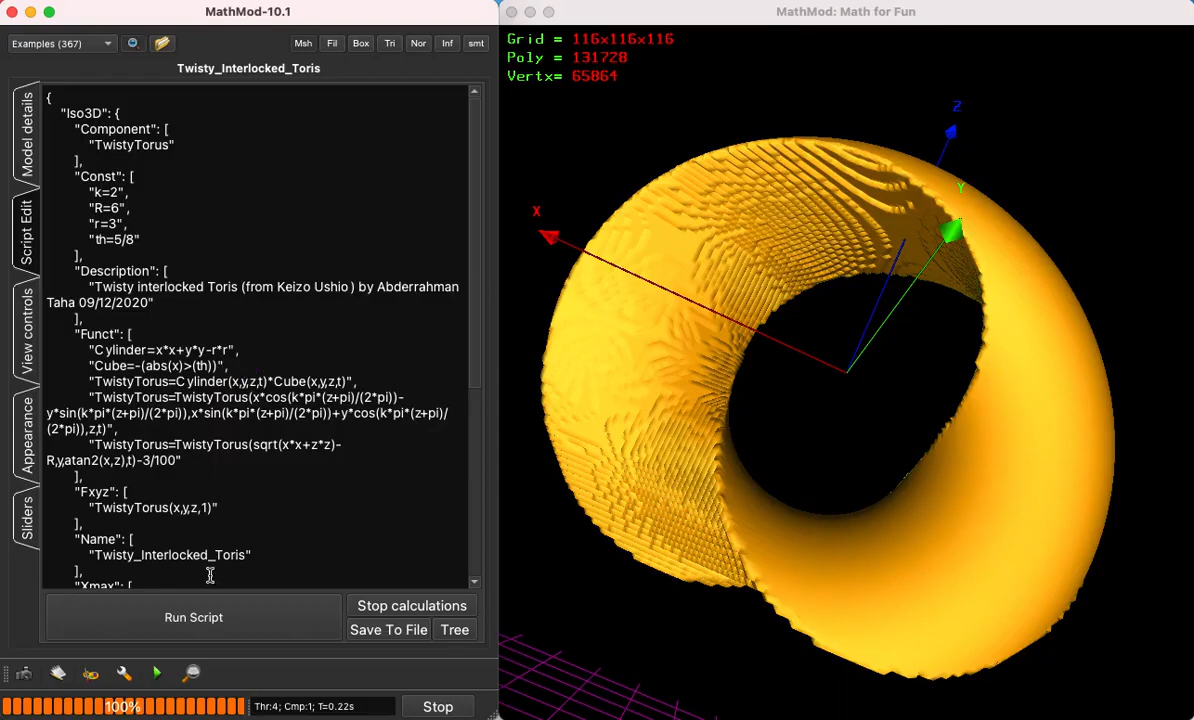 MathMod-10.1
MathMod: Math for Fun
Examples (367)
Msh
Fil
Box
Tri
Nor
Inf
smt
Twisty_Interlocked_Toris
Model details
Script Edit
View controls
Appearance
Sliders
{
"Iso3D": {
"Component": [
"TwistyTorus"
],
"Const": [
"k=2",
"R=6",
"r=3",
"th=5/8"
],
"Description": [
"Twisty interlocked Toris (from Keizo Ushio ) by Abderrahman
Taha 09/12/2020"
],
"Funct": [
"Cylinder=x*x+y*y-r*r",
"Cube=-(abs(x)>(th))",
"TwistyTorus=Cylinder(x,y,z,t)*Cube(x,y,z,t)",
"TwistyTorus=TwistyTorus(x*cos(k*pi*(z+pi)/(2*pi))-
y*sin(k*pi*(z+pi)/(2*pi)),x*sin(k*pi*(z+pi)/(2*pi))+y*cos(k*pi*(z+pi)/
(2*pi)),z,t)",
"TwistyTorus=TwistyTorus(sqrt(x*x+z*z)-
R,y,atan2(x,z),t)-3/100"
],
"Fxyz": [
"TwistyTorus(x,y,z,1)"
],
"Name": [
"Twisty_Interlocked_Toris"
],
"Xmax": [
Run Script
Stop calculations
Save To File
Tree
100%
Thr:4; Cmp:1; T=0.22s
Stop
Grid = 116x116x116
Poly = 131728
Vertx= 65864
Z
Y
X